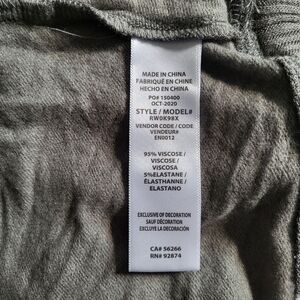 MADE IN CHINA
FABRIQUÉ EN CHINE
HECHO EN CHINA
PO# 150400
OCT-2020
STYLE / MODEL#
RW0K98X
VENDOR CODE / CODE
VENDEUR#
EN0012
95% VISCOSE /
VISCOSE /
VISCOSA
5%ELASTANE /
ÉLASTHANNE /
ELASTANO
EXCLUSIVE OF DECORATION
SAUF DÉCORATION
EXCLUYE LA DECORACIÓN
CA# 56266
RN# 92874